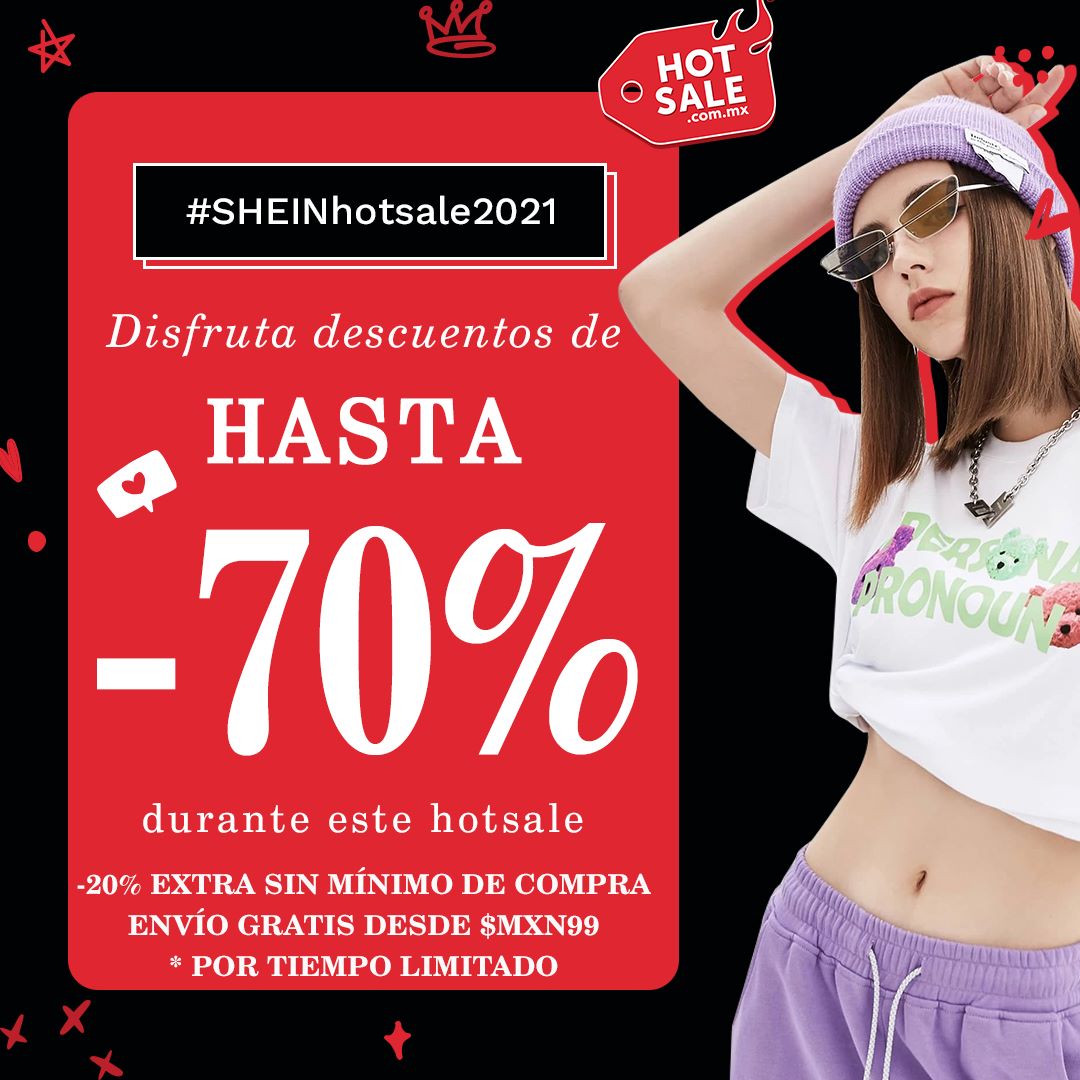 HOT
SALE
.com.mx
#SHEINhotsale2021
Disfruta descuentos de
HASTA
-70%
durante este hotsale
-20% EXTRA SIN MÍNIMO DE COMPRA
ENVÍO GRATIS DESDE $MXN99
* POR TIEMPO LIMITADO
PERSONA
PRONOUN